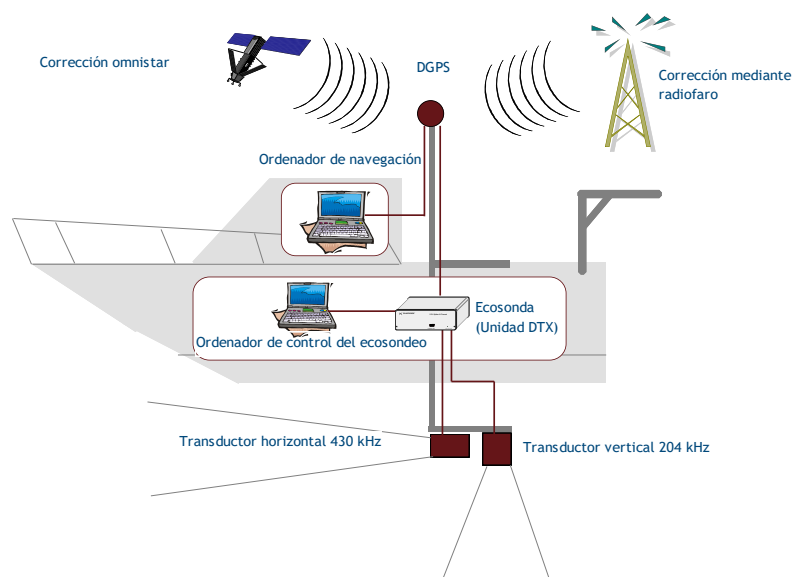 Corrección omnistar
DGPS
Corrección mediante
radiofaro
Ordenador de navegación
Ecosonda
(Unidad DTX)
Ordenador de control del ecosondeo
Transductor horizontal 430 kHz
Transductor vertical 204 kHz